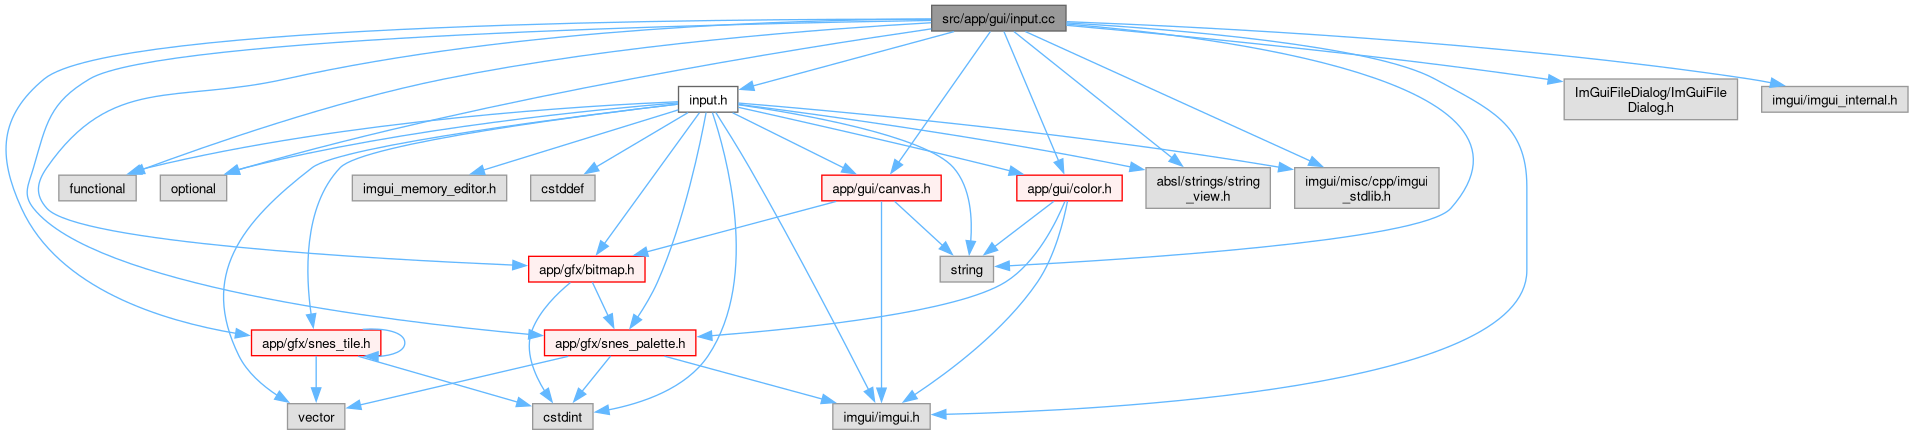 src/app/gui/input.cc
input.h
ImGuiFileDialog/ImGuiFile
Dialog.h
imgui/imgui_internal.h
functional
optional
imgui_memory_editor.h
cstddef
app/gui/canvas.h
app/gui/color.h
absl/strings/string
_view.h
imgui/misc/cpp/imgui
_stdlib.h
app/gfx/bitmap.h
string
app/gfx/snes_tile.h
app/gfx/snes_palette.h
vector
cstdint
imgui/imgui.h